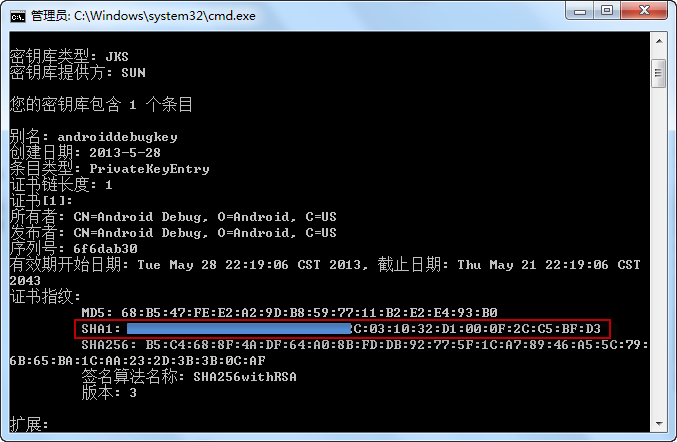 管理员: C:\Windows\system32\cmd.exe
密钥库类型: JKS
密钥库提供方: SUN
您的密钥库包含 1 个条目
别名: androiddebugkey
创建日期: 2013-5-28
条目类型: PrivateKeyEntry
证书链长度: 1
证书[1]:
所有者: CN=Android Debug, O=Android, C=US
发布者: CN=Android Debug, O=Android, C=US
序列号: 6f6dab30
有效期开始日期: Tue May 28 22:19:06 CST 2013, 截止日期: Thu May 21 22:19:06 CST
2043
证书指纹:
MD5: 68:B5:47:FE:E2:A2:9D:B8:59:77:11:B2:E2:E4:93:B0
SHA1: C:03:10:32:D1:00:0F:2C:C5:BF:D3
SHA256: B5:C4:68:8F:4A:DF:64:A0:8B:FD:DB:92:77:5F:1C:A7:89:46:A5:5C:79:
6B:65:BA:1C:AA:23:2D:3B:3B:0C:AF
签名算法名称: SHA256withRSA
版本: 3
扩展: